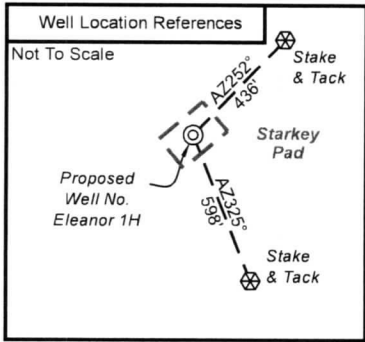 Well Location References
Not To Scale
AZ252°
436'
Stake
& Tack
Starkey
Pad
Proposed
Well No.
Eleanor 1H
AZ325°
598'
Stake
& Tack